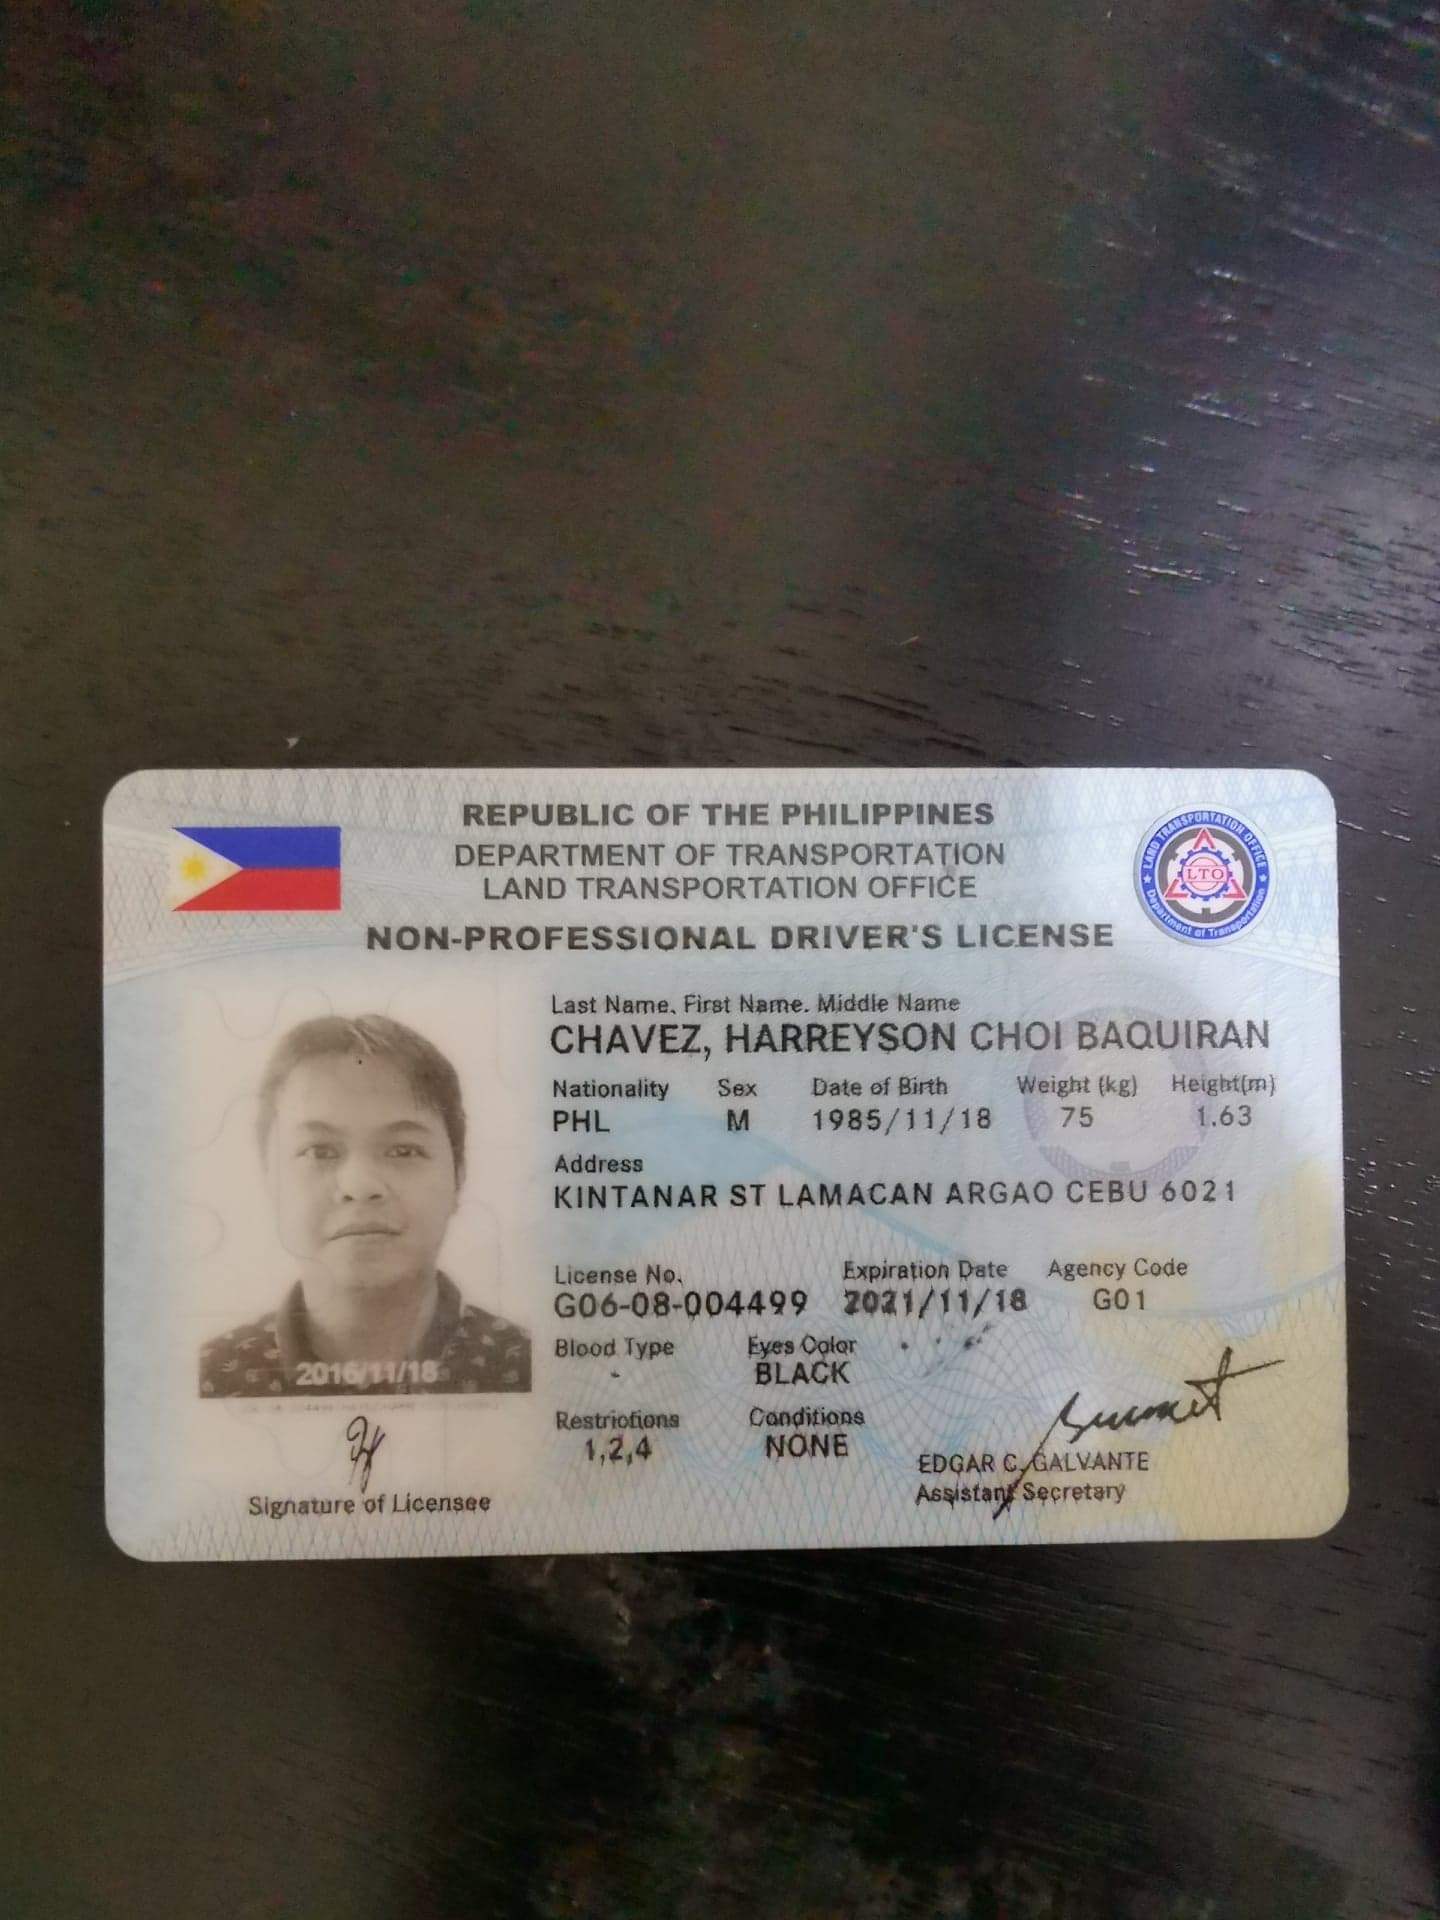 REPUBLIC OF THE PHILIPPINES
DEPARTMENT OF TRANSPORTATION
LAND TRANSPORTATION OFFICE
NON-PROFESSIONAL DRIVER'S LICENSE
LAND TRANSPORTATION OFFICE
LTO
Department of Transportation
Last Name, First Name, Middle Name
CHAVEZ, HARREYSON CHOI BAQUIRAN
Nationality Sex Date of Birth Weight (kg) Height(m)
PHL M 1985/11/18 75 1.63
Address
KINTANAR ST LAMACAN ARGAO CEBU 6021
License No. Expiration Date Agency Code
G06-08-004499 2021/11/18 G01
Blood Type Eyes Color
- BLACK
Restrictions Conditions
1,2,4 NONE
2016/11/18
Signature of Licensee
EDGAR C. GALVANTE
Assistant Secretary